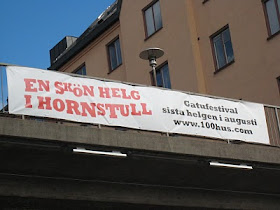 EN SKÖN HELG
I HORNSTULL
Gatufestival
sista helgen i augusti
www.100hus.com